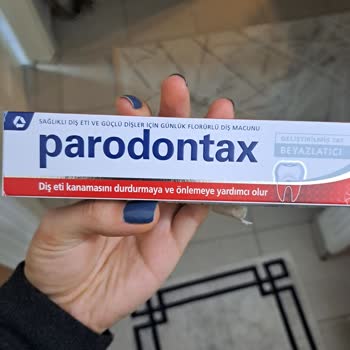 SAĞLIKLI DİŞ ETİ VE GÜÇLÜ DİŞLER İÇİN GÜNLÜK FLORÜRLÜ DİŞ MACUNU
parodontax
GELİŞTİRİLMİŞ TAT
BEYAZLATICI
Diş eti kanamasını durdurmaya ve önlemeye yardımcı olur